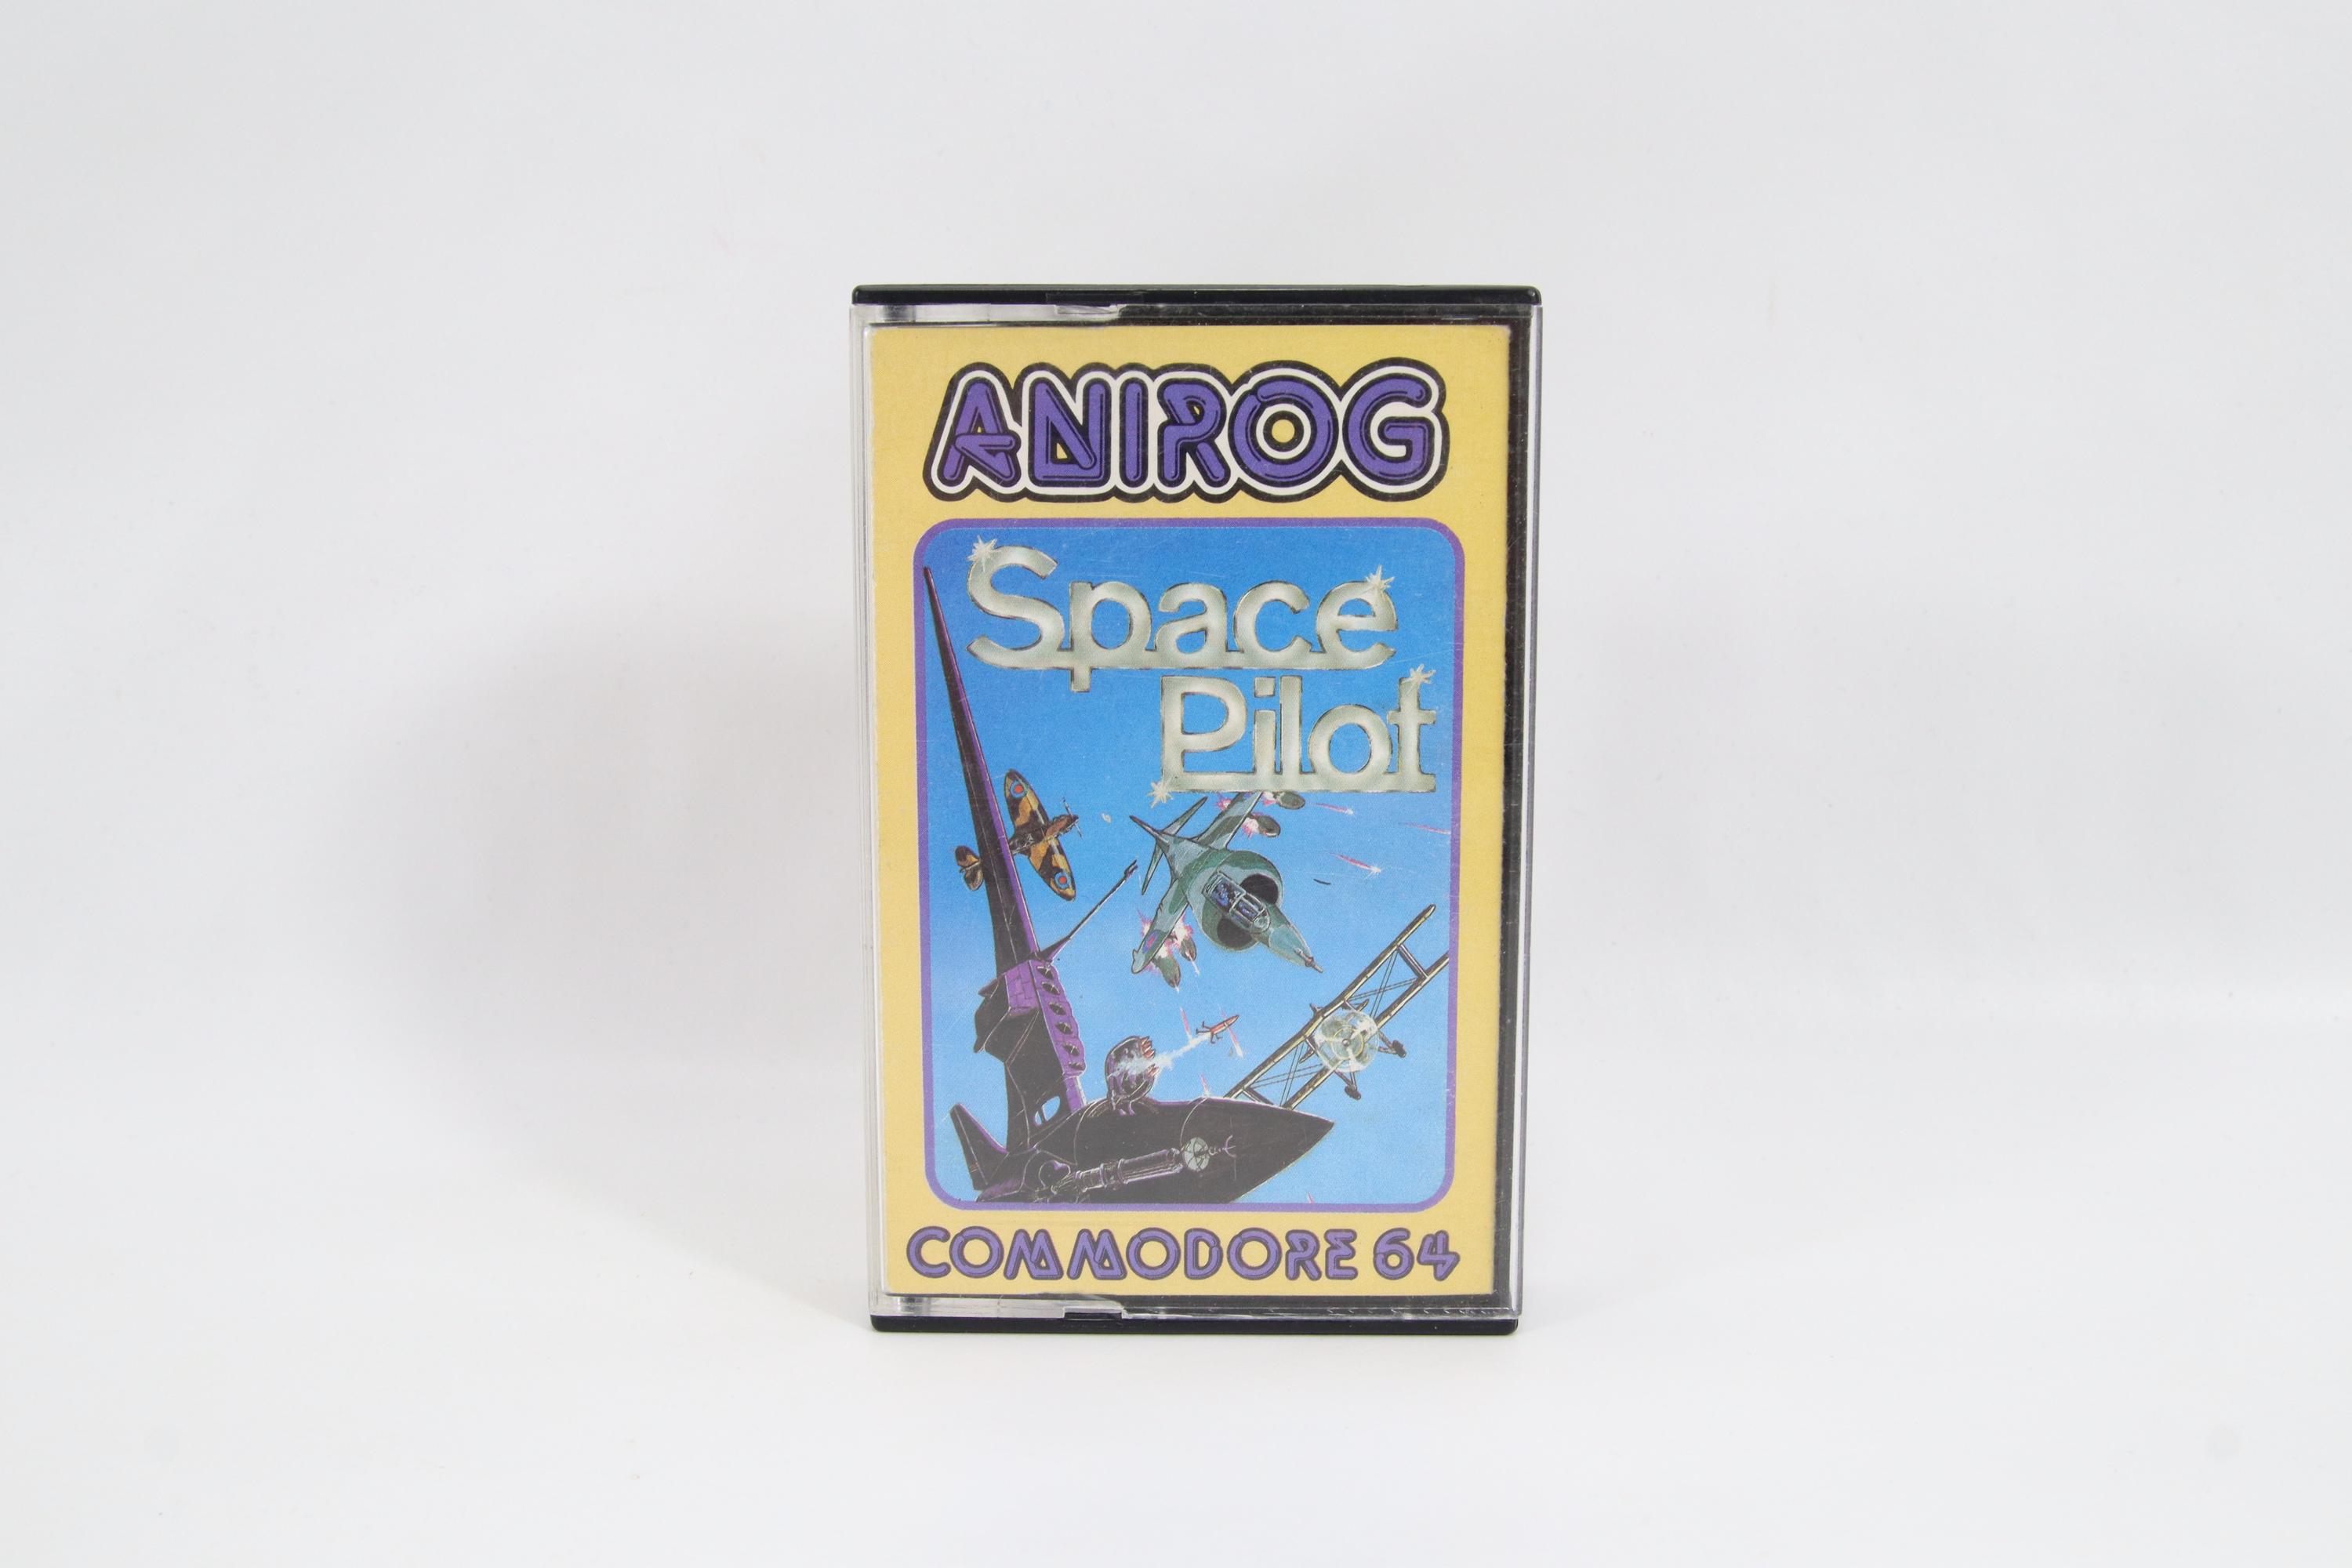 ANIROG
Space
Pilot
COMMODORE 64